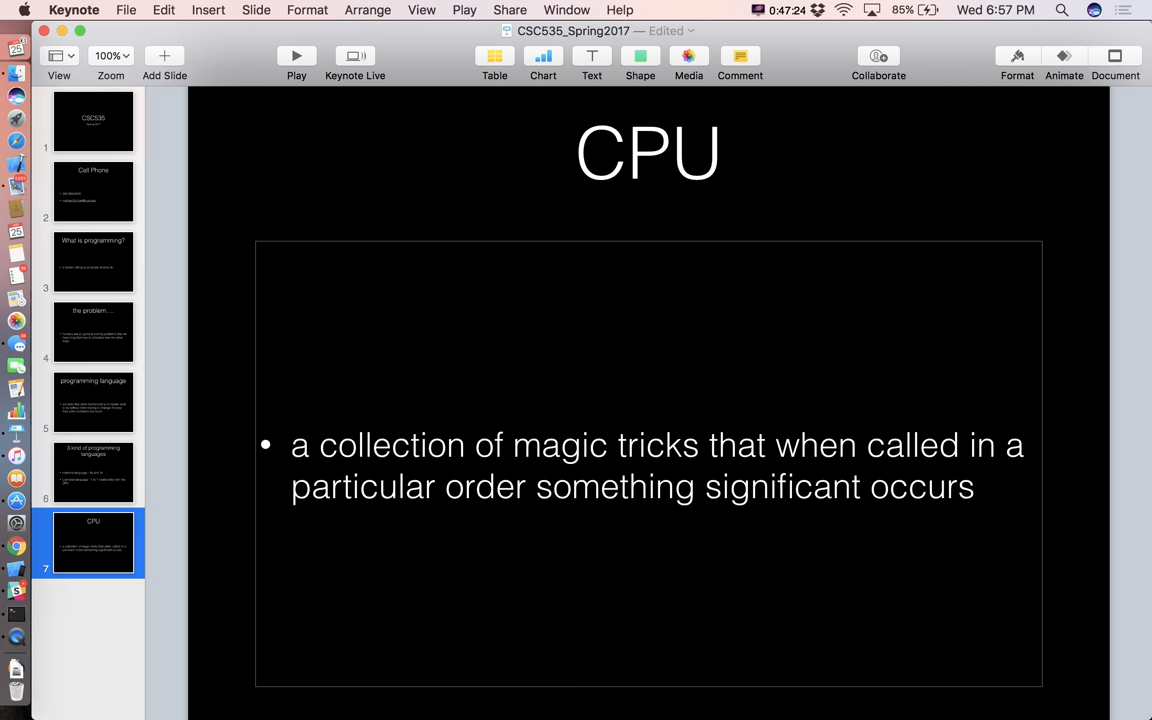 Keynote File Edit Insert Slide Format Arrange View Play Share Window Help 0:47:24 85% Wed 6:57 PM
CSC535_Spring2017 — Edited
100%
View Zoom Add Slide Play Keynote Live Table Chart Text Shape Media Comment Collaborate Format Animate Document
CSC535
1
Cell Phone
2
What is programming?
3
the problem....
4
programming language
5
3 kind of programming
languages
6
CPU
7
CPU
• a collection of magic tricks that when called in a
particular order something significant occurs